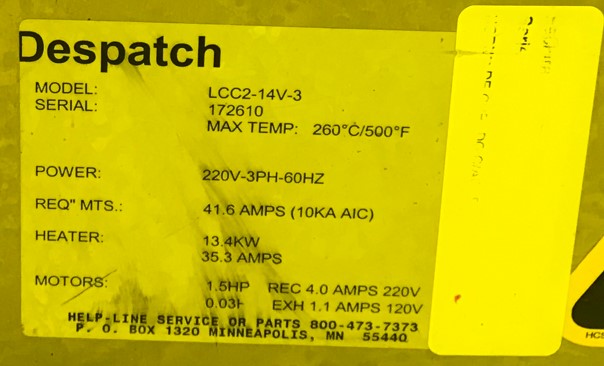 Despatch
MODEL: LCC2-14V-3
SERIAL: 172610
MAX TEMP: 260°C/500°F
POWER: 220V-3PH-60HZ
REQ" MTS.: 41.6 AMPS (10KA AIC)
HEATER: 13.4KW
35.3 AMPS
MOTORS: 1.5HP REC 4.0 AMPS 220V
EXH 1.1 AMPS 120V
HELP-LINE SERVICE OR PARTS 800-473-7373
P. O. BOX 1320 MINNEAPOLIS, MN 55440